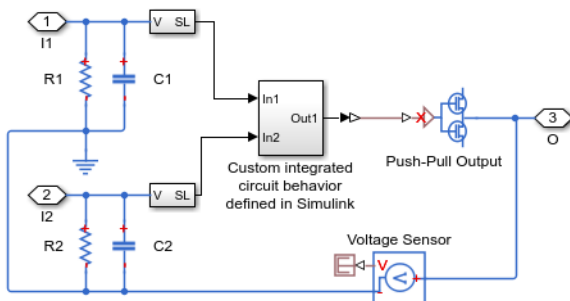 1
I1
V SL
R1
C1
In1
In2
Out1
Custom integrated
circuit behavior
defined in Simulink
Push-Pull Output
3
O
2
I2
V SL
R2
C2
Voltage Sensor
V
V